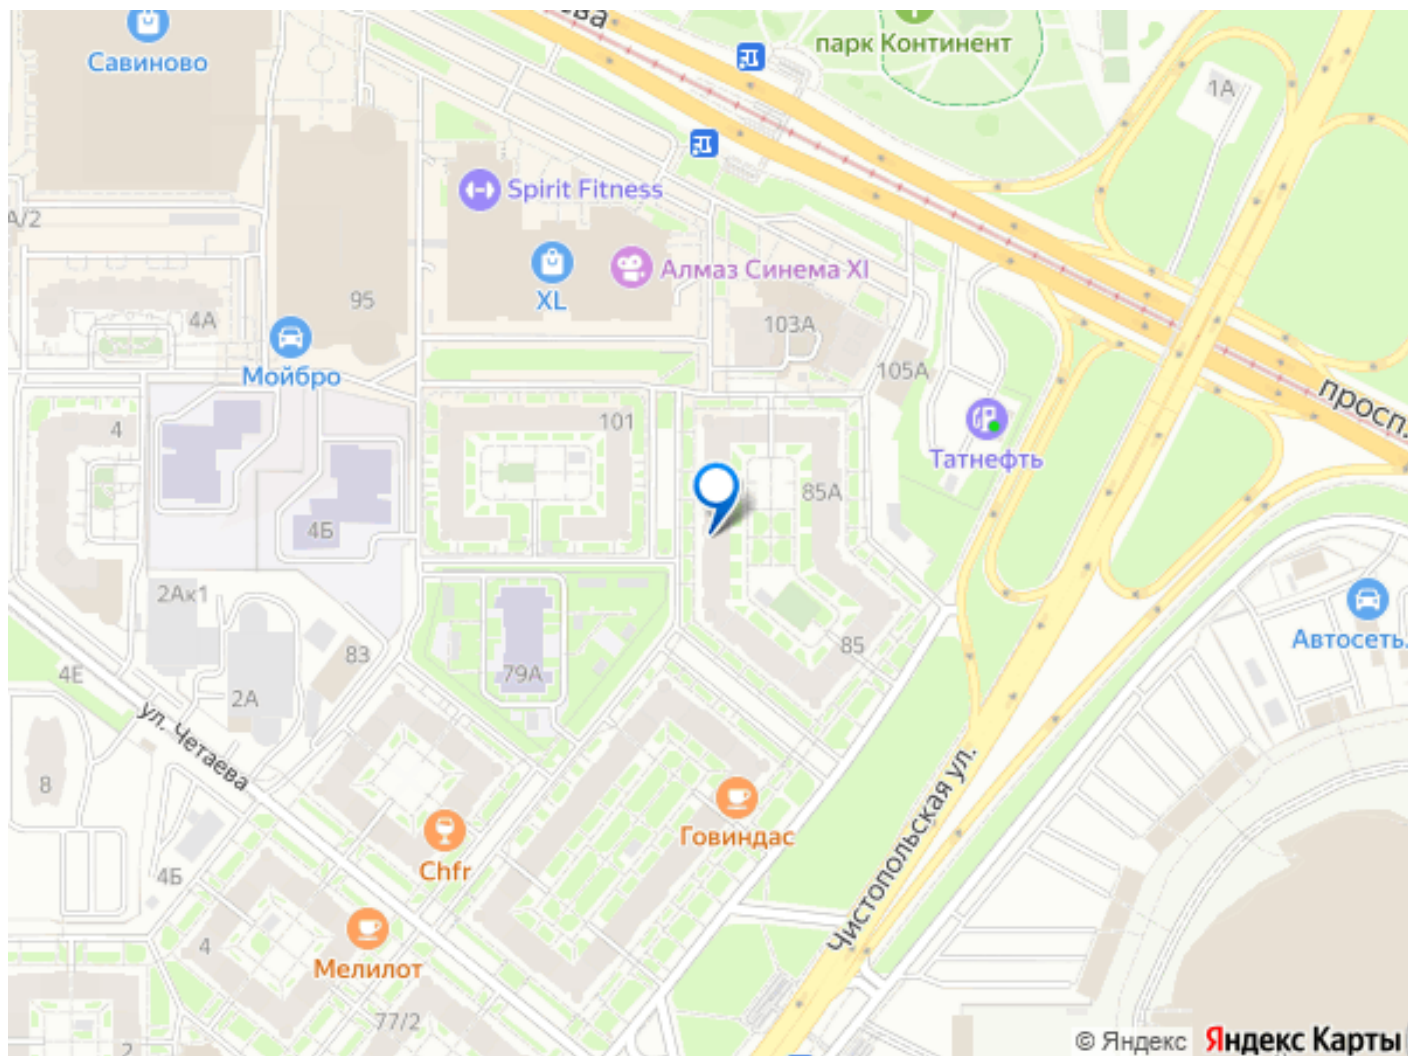 ева
парк Континент
Савиново
1А
Spirit Fitness
А/2
Алмаз Синема XI
XL
95
4А
103А
Мойбро
105А
просп.
101
4
Татнефть
85А
4Б
2Ак1
Автосеть.
83
85
4Е
79А
2А
ул. Четаева
8
Говиндас
Chfr
Чистопольская ул.
4Б
4
Мелилот
77/2
2
© Яндекс
Яндекс Карты